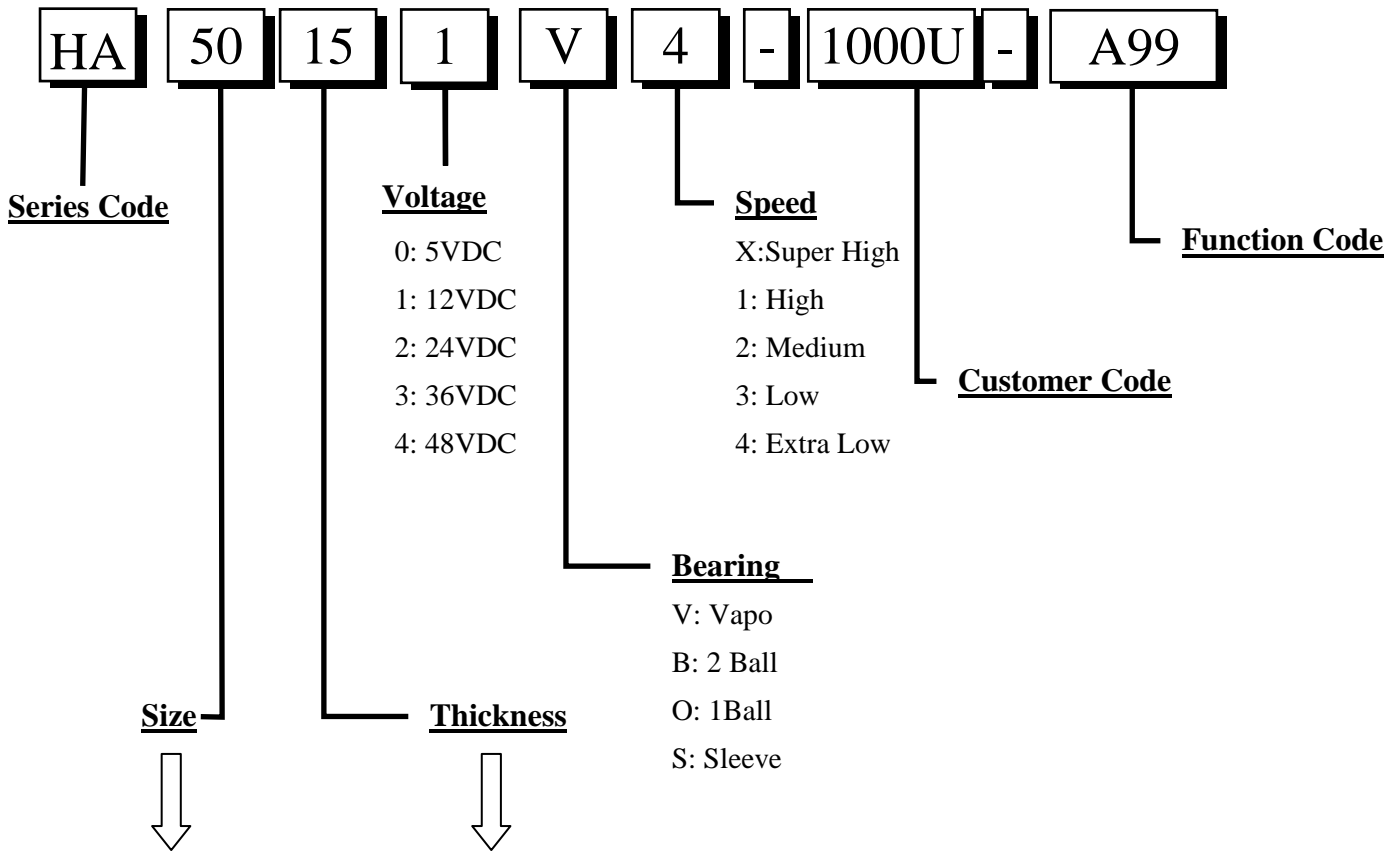 HA 50 15 1 V 4 - 1000U - A99
Series Code
Voltage
0: 5VDC
1: 12VDC
2: 24VDC
3: 36VDC
4: 48VDC
Speed
X:Super High
1: High
2: Medium
3: Low
4: Extra Low
Function Code
Customer Code
Bearing
V: Vapo
B: 2 Ball
O: 1Ball
S: Sleeve
Size
Thickness